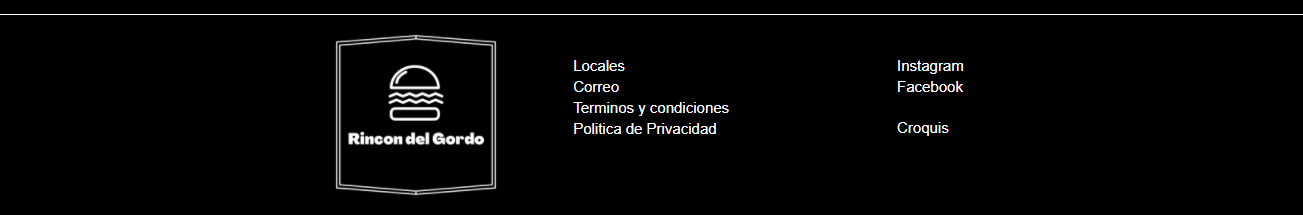 Rincon del Gordo
Locales
Correo
Terminos y condiciones
Politica de Privacidad
Instagram
Facebook
Croquis